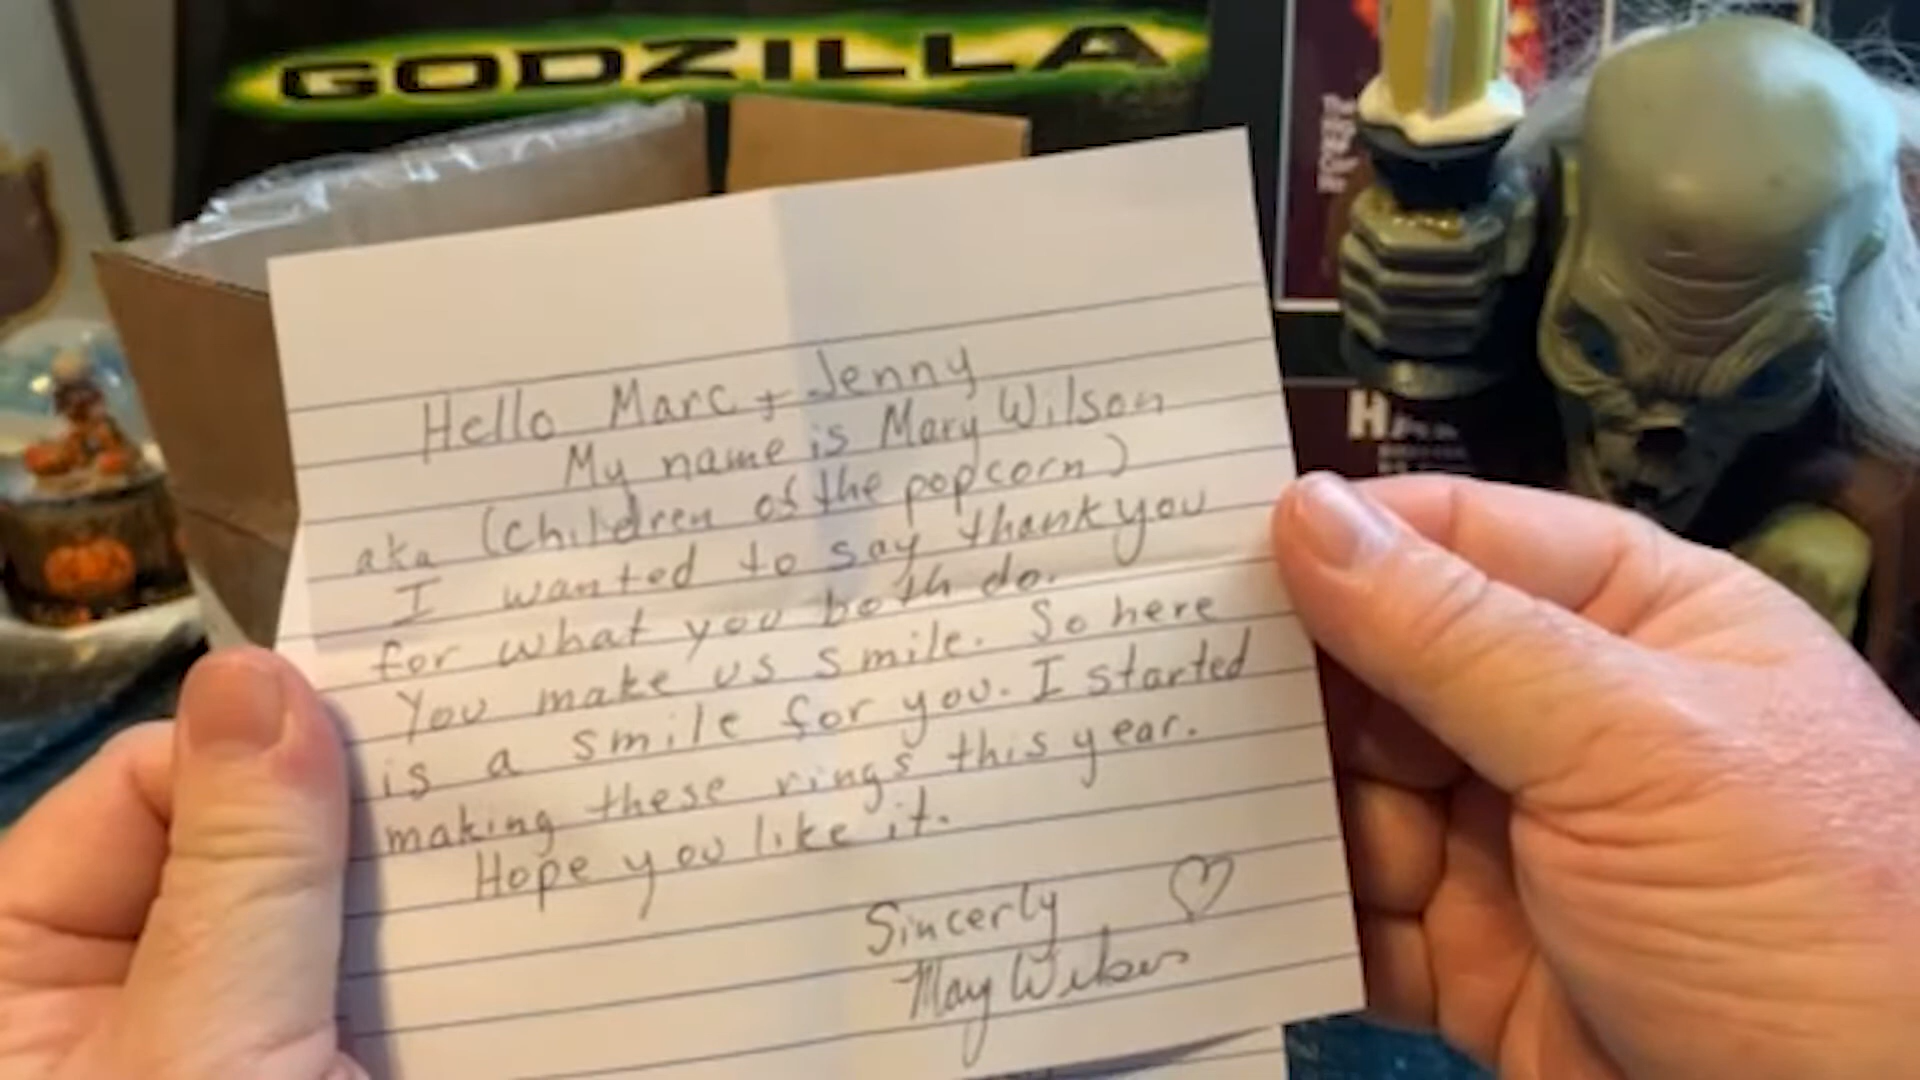 GODZILLA
Hello Marc + Jenny
My name is Mary Wilson
aka (Children of the popcorn)
I wanted to say thank you
for what you both do.
You make us smile. So here
is a smile for you. I started
making these rings this year.
Hope you like it.
Sincerly ♡
Mary Wilson